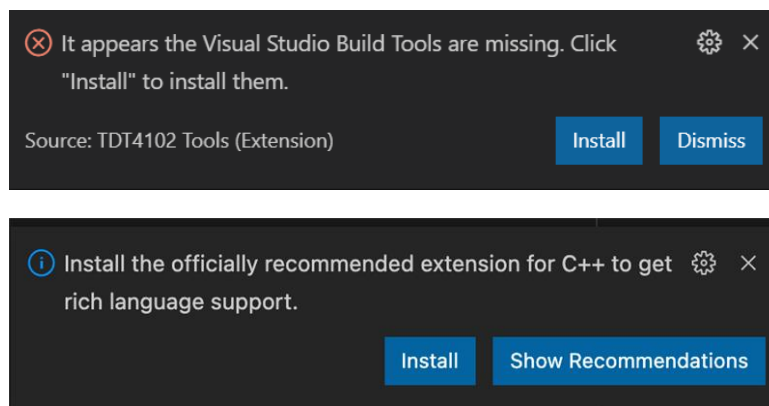 It appears the Visual Studio Build Tools are missing. Click
"Install" to install them.
Source: TDT4102 Tools (Extension)
Install
Dismiss
Install the officially recommended extension for C++ to get
rich language support.
Install
Show Recommendations